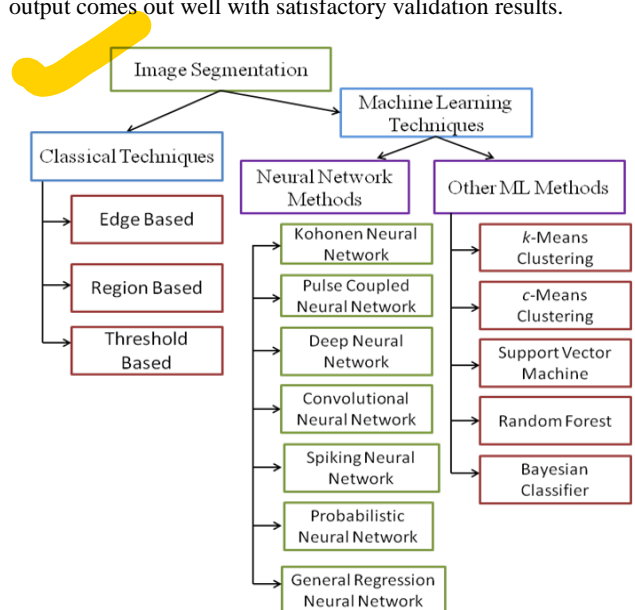 output comes out well with satisfactory validation results.
Image Segmentation
Machine Learning
Techniques
Classical Techniques
Neural Network
Methods
Other ML Methods
Edge Based
Region Based
Threshold
Based
Kohonen Neural
Network
Pulse Coupled
Neural Network
Deep Neural
Network
Convolutional
Neural Network
Spiking Neural
Network
Probabilistic
Neural Network
General Regression
Neural Network
k-Means
Clustering
c-Means
Clustering
Support Vector
Machine
Random Forest
Bayesian
Classifier